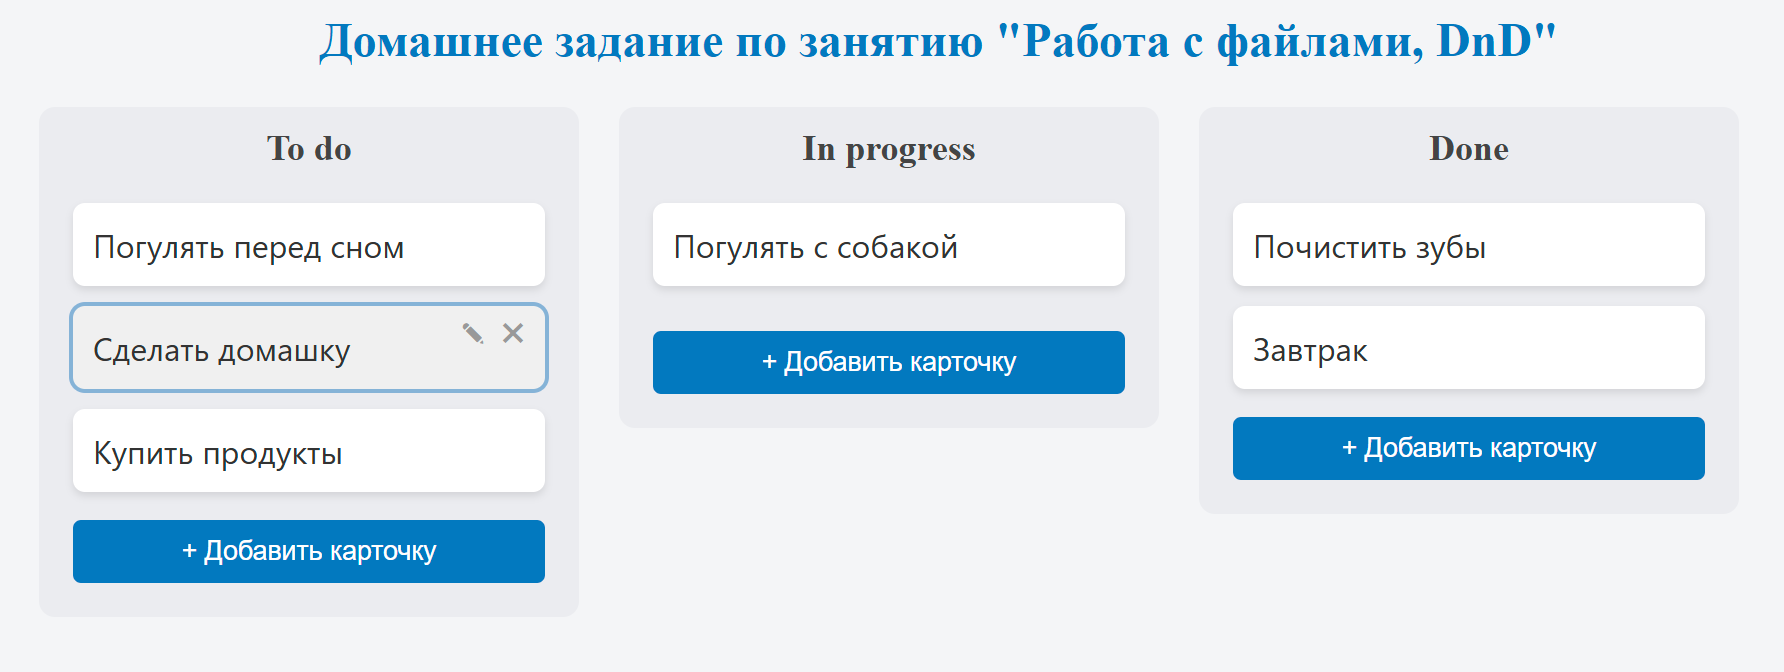 Домашнее задание по занятию "Работа с файлами, DnD"
To do
Погулять перед сном
Сделать домашку
Купить продукты
+ Добавить карточку
In progress
Погулять с собакой
+ Добавить карточку
Done
Почистить зубы
Завтрак
+ Добавить карточку